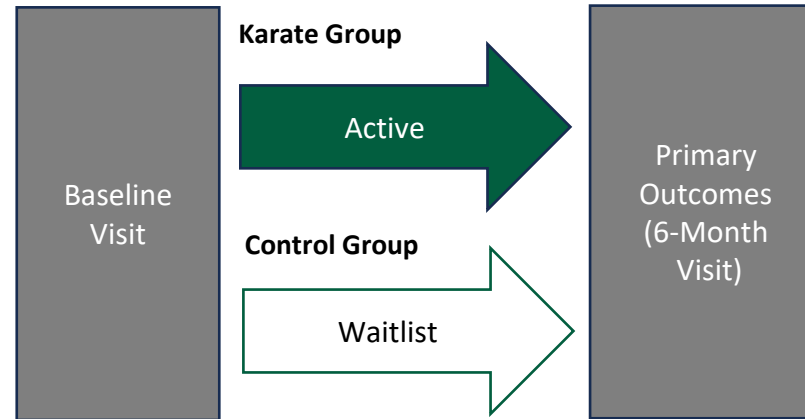 Baseline
Visit
Karate Group
Active
Control Group
Waitlist
Primary
Outcomes
(6-Month
Visit)